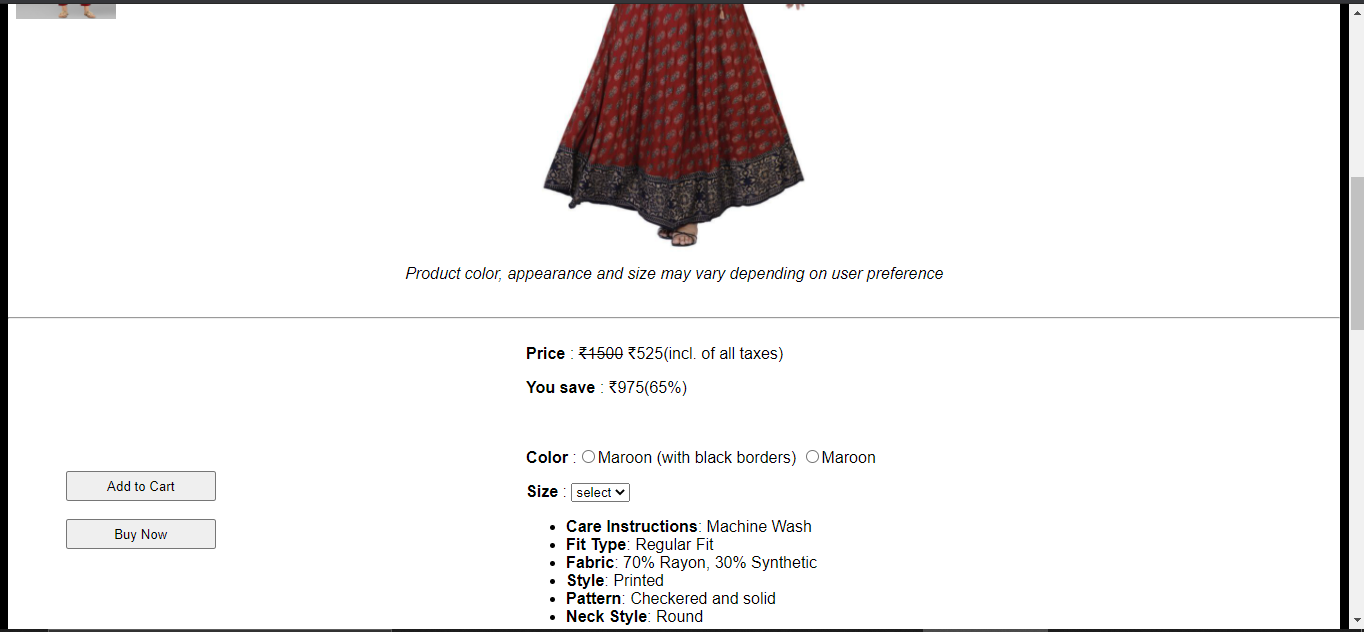 Product color, appearance and size may vary depending on user preference
Price : ₹1500 ₹525(incl. of all taxes)
You save : ₹975(65%)
Color : Maroon (with black borders) Maroon
Add to Cart
Size : select
Buy Now
• Care Instructions: Machine Wash
• Fit Type: Regular Fit
• Fabric: 70% Rayon, 30% Synthetic
• Style: Printed
• Pattern: Checkered and solid
• Neck Style: Round